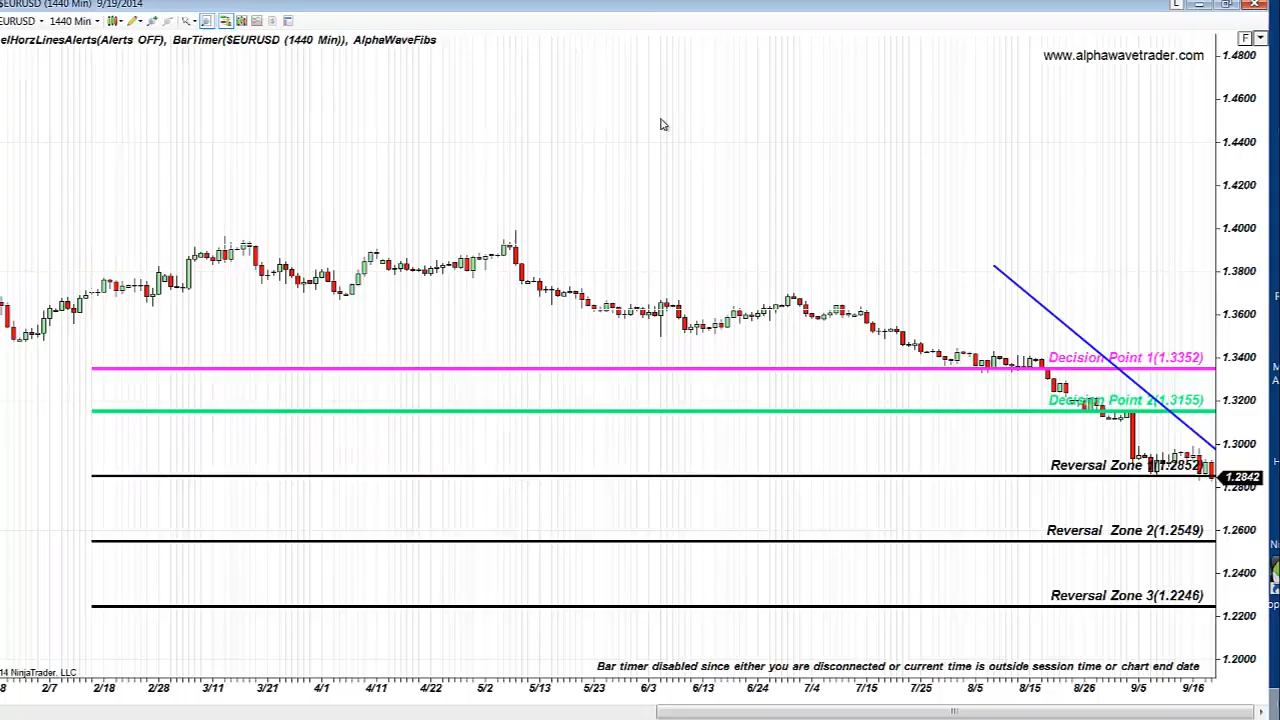 $EURUSD (1440 Min) 9/19/2014
EURUSD 1440 Min
elHorzLinesAlerts(Alerts OFF), BarTimer($EURUSD (1440 Min)), AlphaWaveFibs
F
www.alphawavetrader.com
1.4800
1.4600
1.4400
1.4200
1.4000
1.3800
1.3600
1.3400
1.3200
1.3000
1.2842
1.2800
1.2600
1.2400
1.2200
1.2000
Decision Point 1(1.3352)
Decision Point 2(1.3155)
Reversal Zone 1(1.2852)
Reversal Zone 2(1.2549)
Reversal Zone 3(1.2246)
14 NinjaTrader, LLC
Bar timer disabled since either you are disconnected or current time is outside session time or chart end date
8 2/7 2/18 2/28 3/11 3/21 4/1 4/11 4/22 5/2 5/13 5/23 6/3 6/13 6/24 7/4 7/15 7/25 8/5 8/15 8/26 9/5 9/16